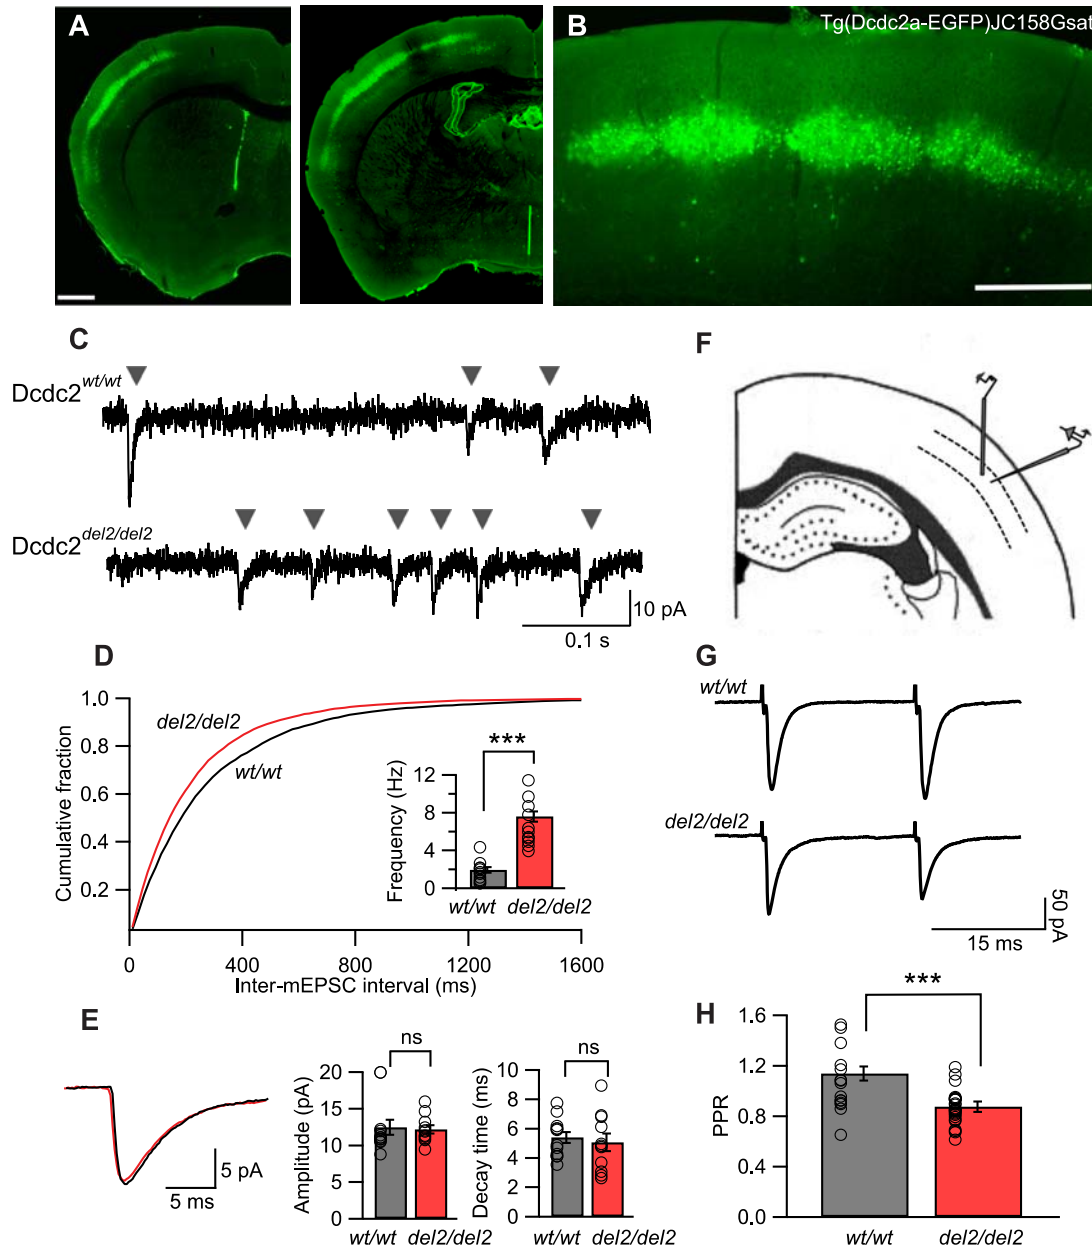 A
B
Tg(Dcdc2a-EGFP)JC158Gsat
C
Dcdc2wt/wt
Dcdc2del2/del2
10 pA
0.1 s
F
D
1.0
0.8
0.6
0.4
0.2
Cumulative fraction
del2/del2
wt/wt
0
400
800
1200
1600
Inter-mEPSC interval (ms)
***
12
8
4
0
Frequency (Hz)
wt/wt
del2/del2
G
wt/wt
del2/del2
50 pA
15 ms
E
5 pA
5 ms
ns
20
15
10
5
0
Amplitude (pA)
wt/wt
del2/del2
ns
10
8
6
4
2
0
Decay time (ms)
wt/wt
del2/del2
H
***
1.6
1.2
0.8
0.4
0.0
PPR
wt/wt
del2/del2